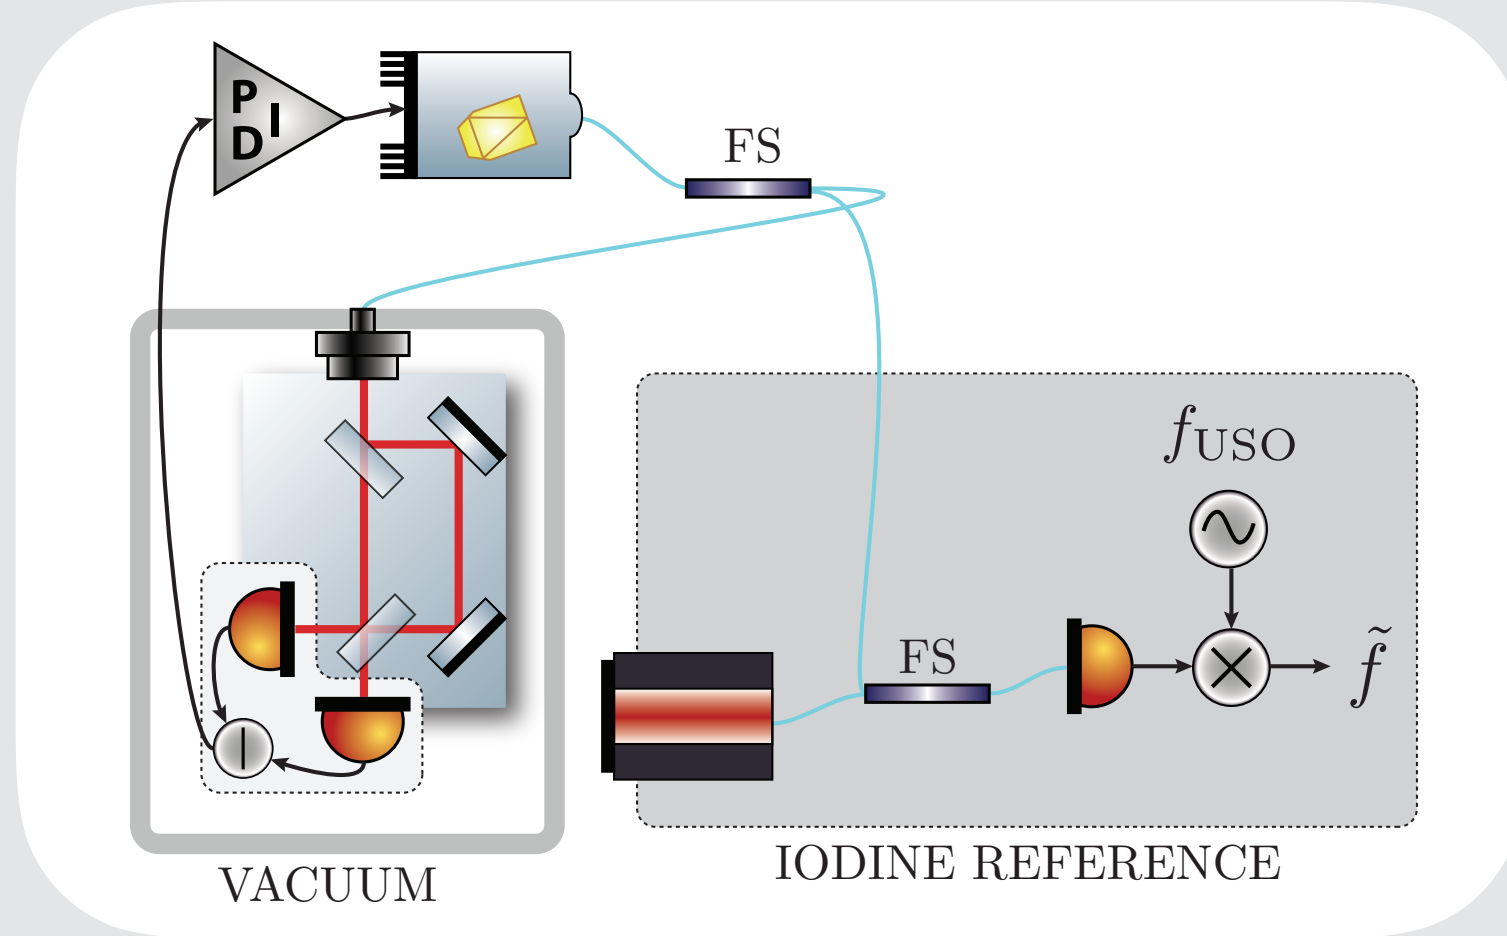 P I
D
FS
fUSO
FS
f̃
VACUUM
IODINE REFERENCE